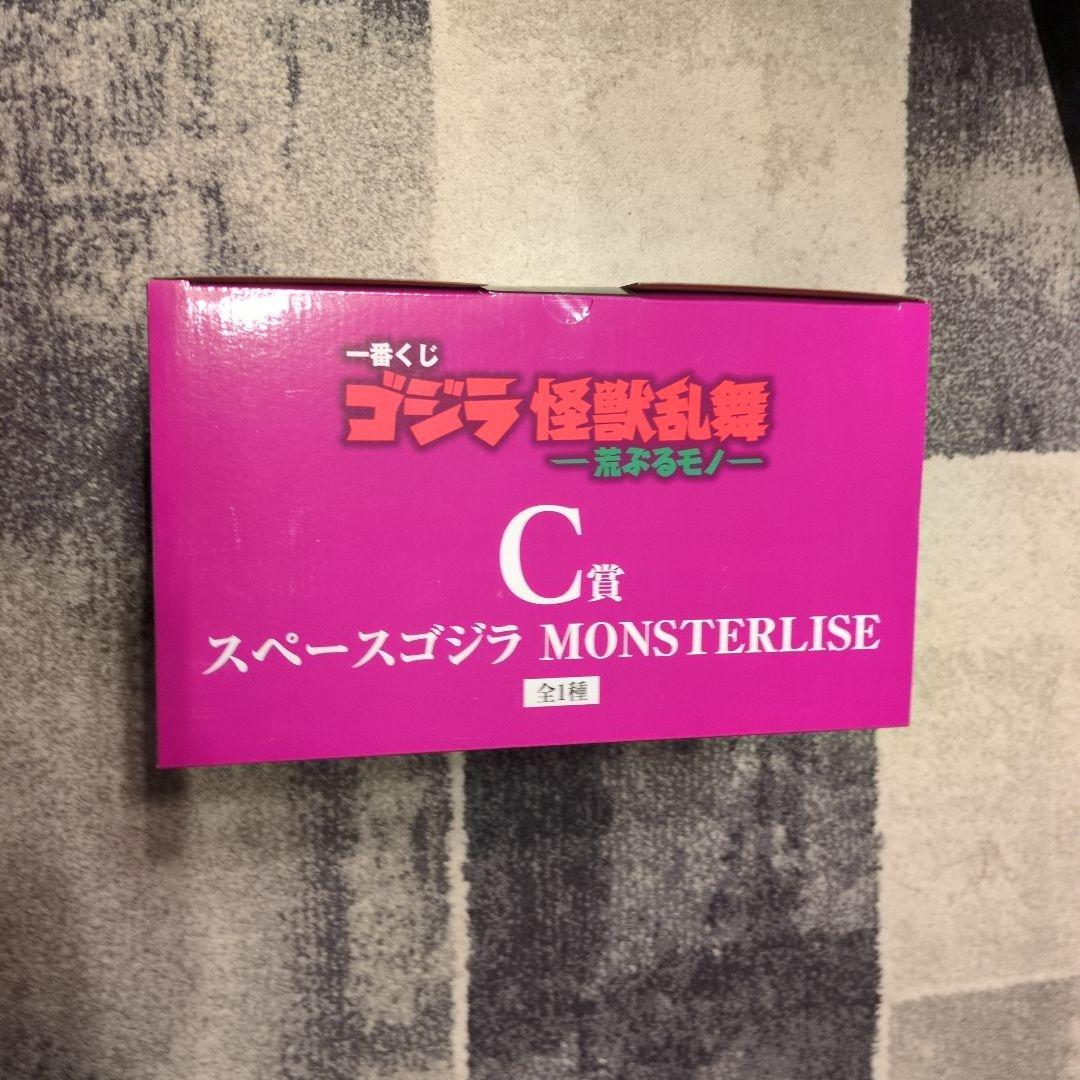 一番くじ
ゴジラ 怪獣乱舞
―荒ぶるモノ―
C賞
スペースゴジラ MONSTERLISE
全1種